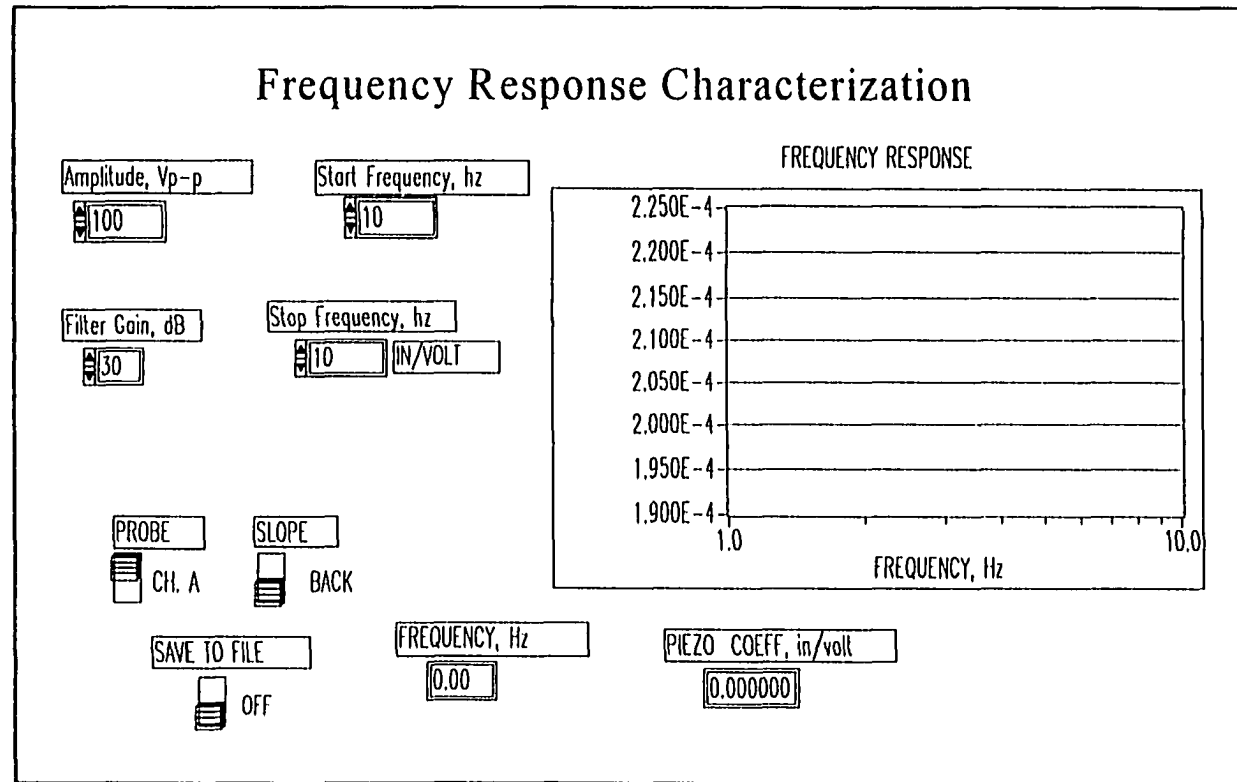 Frequency Response Characterization
Amplitude, Vp-p
100
Start Frequency, hz
10
Filter Gain, dB
30
Stop Frequency, hz
10
IN/VOLT
FREQUENCY RESPONSE
2,250E-4
2,200E-4
2,150E-4
2,100E-4
2,050E-4
2,000E-4
1,950E-4
1,900E-4
1.0
10.0
FREQUENCY, Hz
PROBE
CH. A
SLOPE
BACK
SAVE TO FILE
OFF
FREQUENCY, Hz
0.00
PIEZO COEFF, in/volt
0.000000